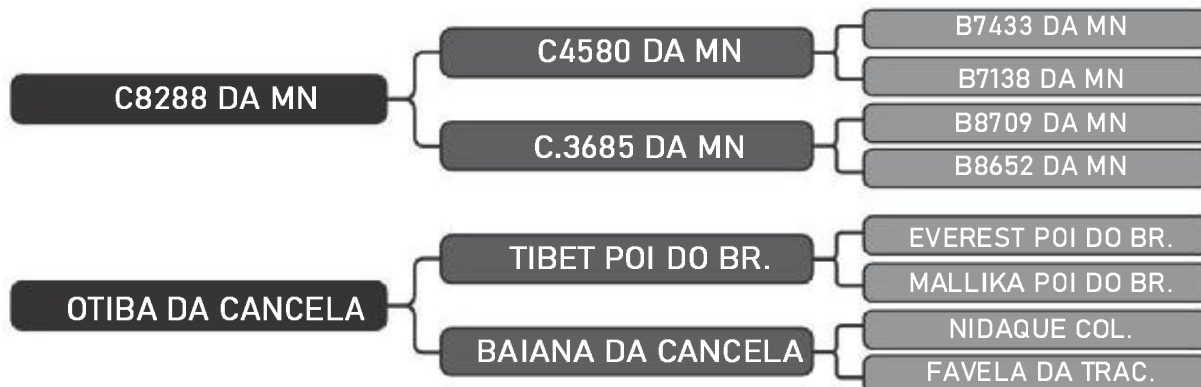 C8288 DA MN
C4580 DA MN
B7433 DA MN
B7138 DA MN
C.3685 DA MN
B8709 DA MN
B8652 DA MN
OTIBA DA CANCELA
TIBET POI DO BR.
EVEREST POI DO BR.
MALLIKA POI DO BR.
BAIANA DA CANCELA
NIDAQUE COL.
FAVELA DA TRAC.